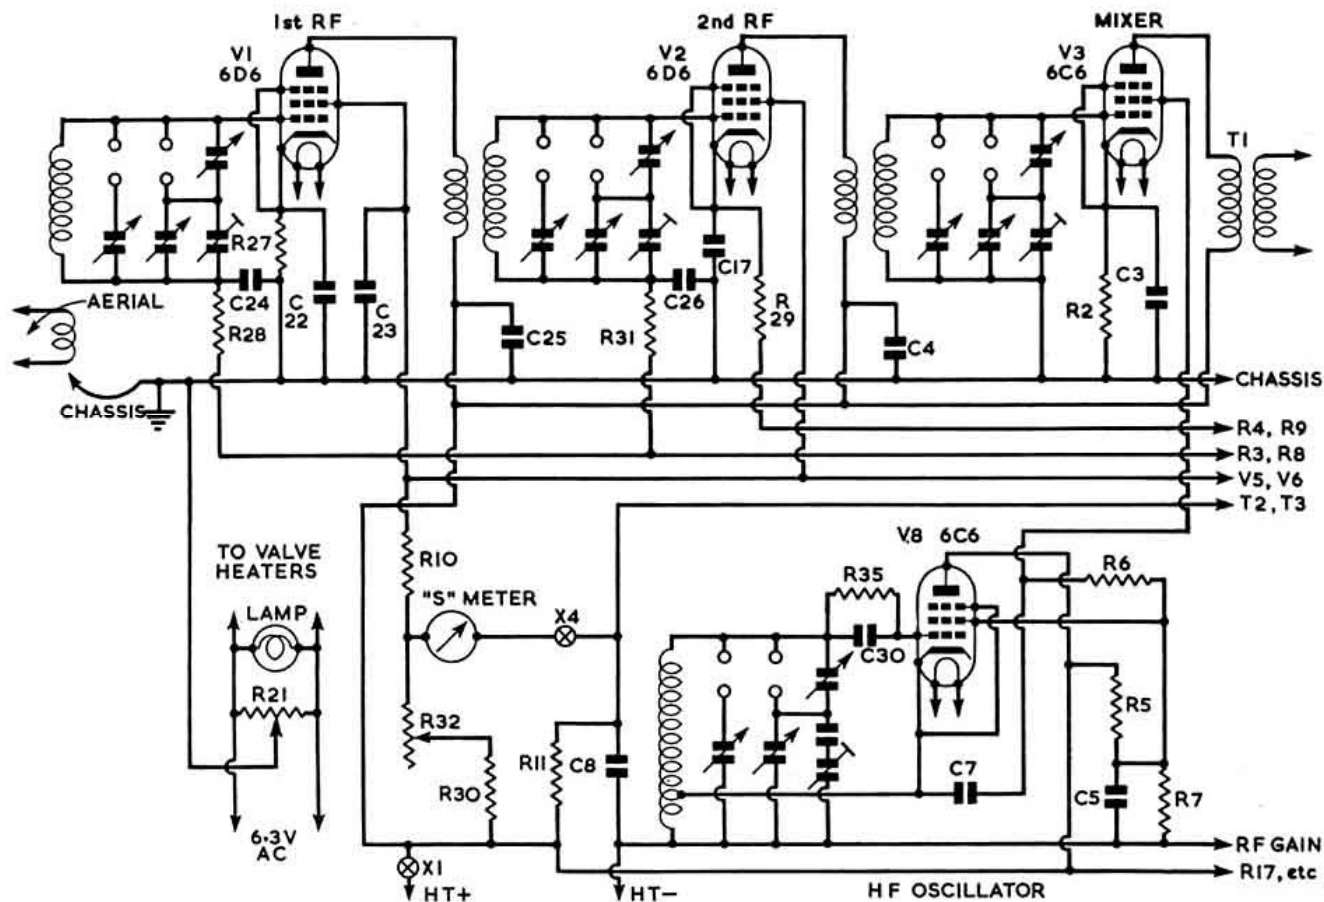 1st RF
2nd RF
MIXER
V1
6D6
V2
6D6
V3
6C6
T1
R27
C24
C
22
C
23
R28
AERIAL
CHASSIS
C25
C26
C17
R
29
R31
C4
R2
C3
CHASSIS
R4, R9
R3, R8
V5, V6
T2, T3
TO VALVE
HEATERS
LAMP
R21
6·3V
AC
R10
"S" METER
X4
R32
R30
R11
C8
X1
HT+
HT−
V8 6C6
R35
C30
R6
R5
C7
C5
R7
RF GAIN
R17, etc
HF OSCILLATOR